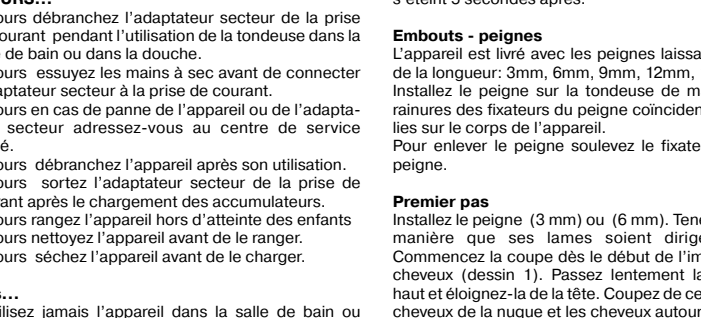 ours débranchez l'adaptateur secteur de la prise
courant pendant l'utilisation de la tondeuse dans la
de bain ou dans la douche.
ours essuyez les mains à sec avant de connecter
aptateur secteur à la prise de courant.
ours en cas de panne de l'appareil ou de l'adapta-
secteur adressez-vous au centre de service
é.
ours débranchez l'appareil après son utilisation.
ours sortez l'adaptateur secteur de la prise de
rant après le chargement des accumulateurs.
ours rangez l'appareil hors d'atteinte des enfants
ours nettoyez l'appareil avant de le ranger.
ours séchez l'appareil avant de le charger.
s…
ilisez jamais l'appareil dans la salle de bain ou
s'éteint 5 secondes après.
Embouts - peignes
L'appareil est livré avec les peignes laissa
de la longueur: 3mm, 6mm, 9mm, 12mm,
Installez le peigne sur la tondeuse de m
rainures des fixateurs du peigne coïnciden
lies sur le corps de l'appareil.
Pour enlever le peigne soulevez le fixate
peigne.
Premier pas
Installez le peigne (3 mm) ou (6 mm). Tene
manière que ses lames soient dirige
Commencez la coupe dès le début de l'im
cheveux (dessin 1). Passez lentement la
haut et éloignez-la de la tête. Coupez de ce
cheveux de la nuque et les cheveux autour